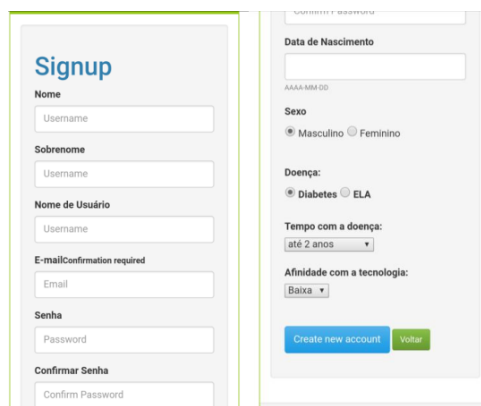 Signup
Nome
Username
Sobrenome
Username
Nome de Usuário
Username
E-mailConfirmation required
Email
Senha
Password
Confirmar Senha
Confirm Password
Confirm Password
Data de Nascimento
AAAA-MM-DD
Sexo
Masculino Feminino
Doença:
Diabetes ELA
Tempo com a doença:
até 2 anos
Afinidade com a tecnologia:
Baixa
Create new account Voltar